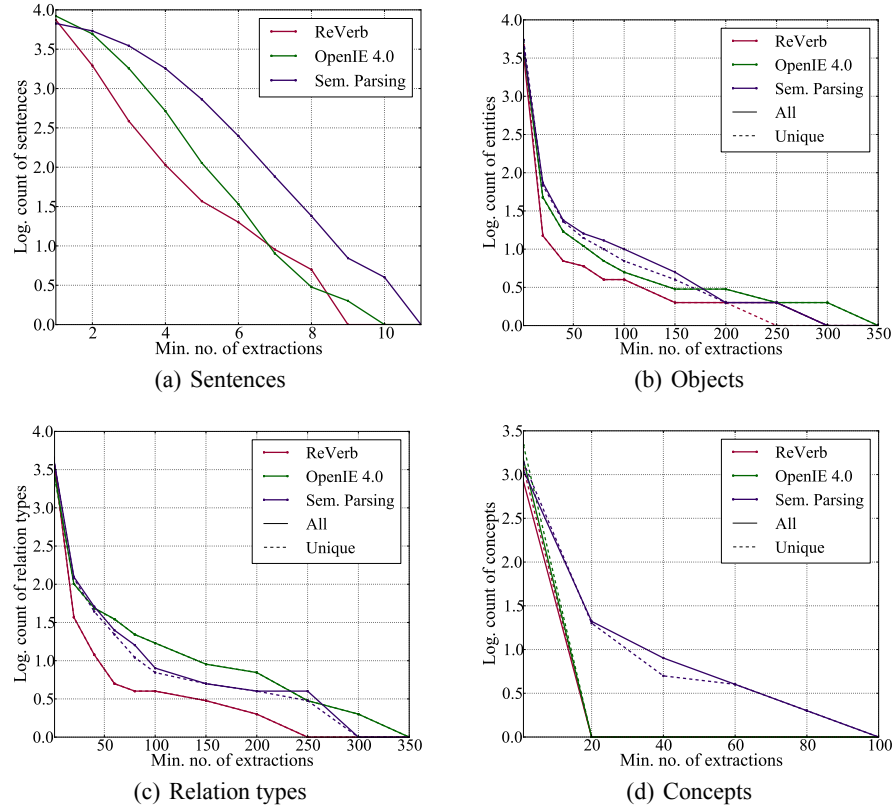 4.0
3.5
3.0
2.5
2.0
1.5
1.0
0.5
0.0
Log. count of sentences
ReVerb
OpenIE 4.0
Sem. Parsing
2 4 6 8 10
Min. no. of extractions
(a) Sentences
4.0
3.5
3.0
2.5
2.0
1.5
1.0
0.5
0.0
Log. count of entities
ReVerb
OpenIE 4.0
Sem. Parsing
All
Unique
50 100 150 200 250 300 350
Min. no. of extractions
(b) Objects
4.0
3.5
3.0
2.5
2.0
1.5
1.0
0.5
0.0
Log. count of relation types
ReVerb
OpenIE 4.0
Sem. Parsing
All
Unique
50 100 150 200 250 300 350
Min. no. of extractions
(c) Relation types
3.5
3.0
2.5
2.0
1.5
1.0
0.5
0.0
Log. count of concepts
ReVerb
OpenIE 4.0
Sem. Parsing
All
Unique
20 40 60 80 100
Min. no. of extractions
(d) Concepts